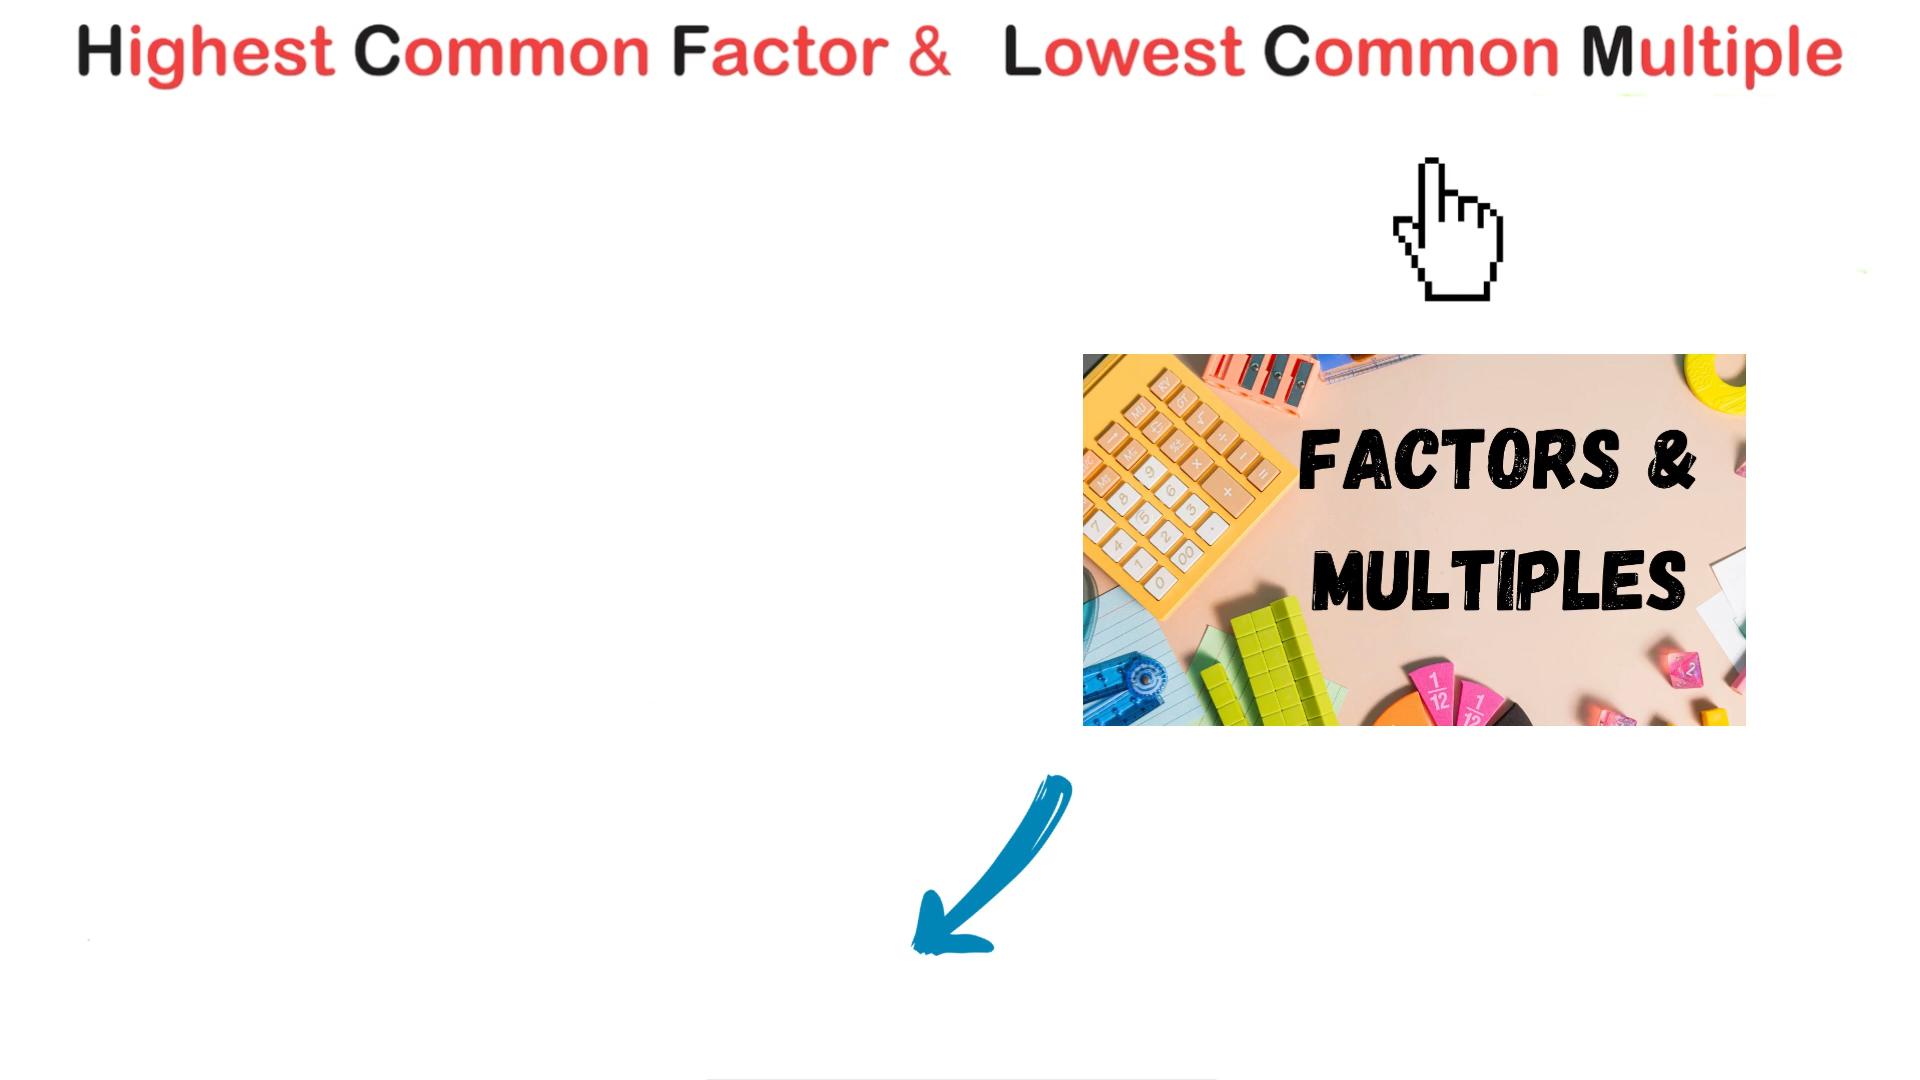 Highest Common Factor & Lowest Common Multiple
FACTORS &
MULTIPLES